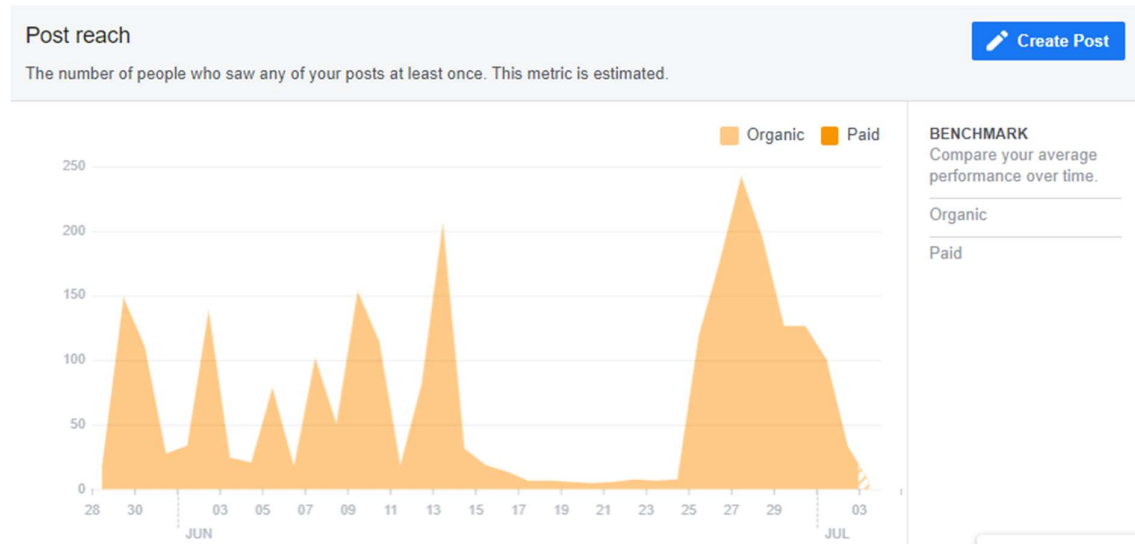 Post reach
Create Post
The number of people who saw any of your posts at least once. This metric is estimated.
Organic Paid
BENCHMARK
Compare your average
performance over time.
Organic
Paid
250
200
150
100
50
0
28 30 03 05 07 09 11 13 15 17 19 21 23 25 27 29 03
JUN JUL